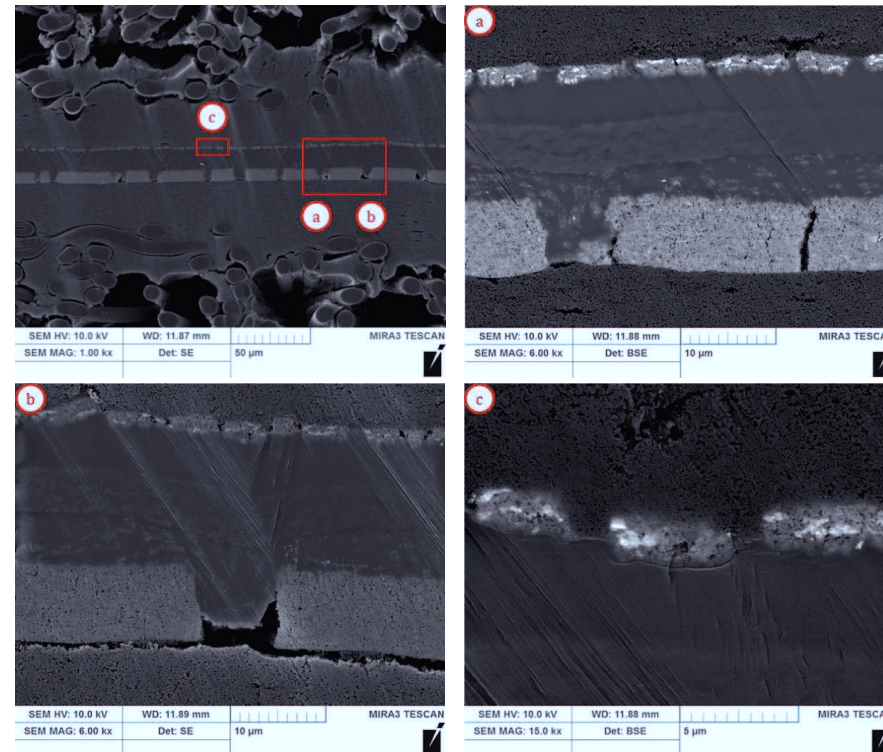 c
a
b
SEM HV: 10.0 kV WD: 11.87 mm MIRA3 TESCAN
SEM MAG: 1.00 kx Det: SE 50 µm
a
SEM HV: 10.0 kV WD: 11.88 mm MIRA3 TESCA
SEM MAG: 6.00 kx Det: BSE 10 µm
b
SEM HV: 10.0 kV WD: 11.89 mm MIRA3 TESCAN
SEM MAG: 6.00 kx Det: SE 10 µm
c
SEM HV: 10.0 kV WD: 11.88 mm MIRA3 TESCA
SEM MAG: 15.0 kx Det: BSE 5 µm